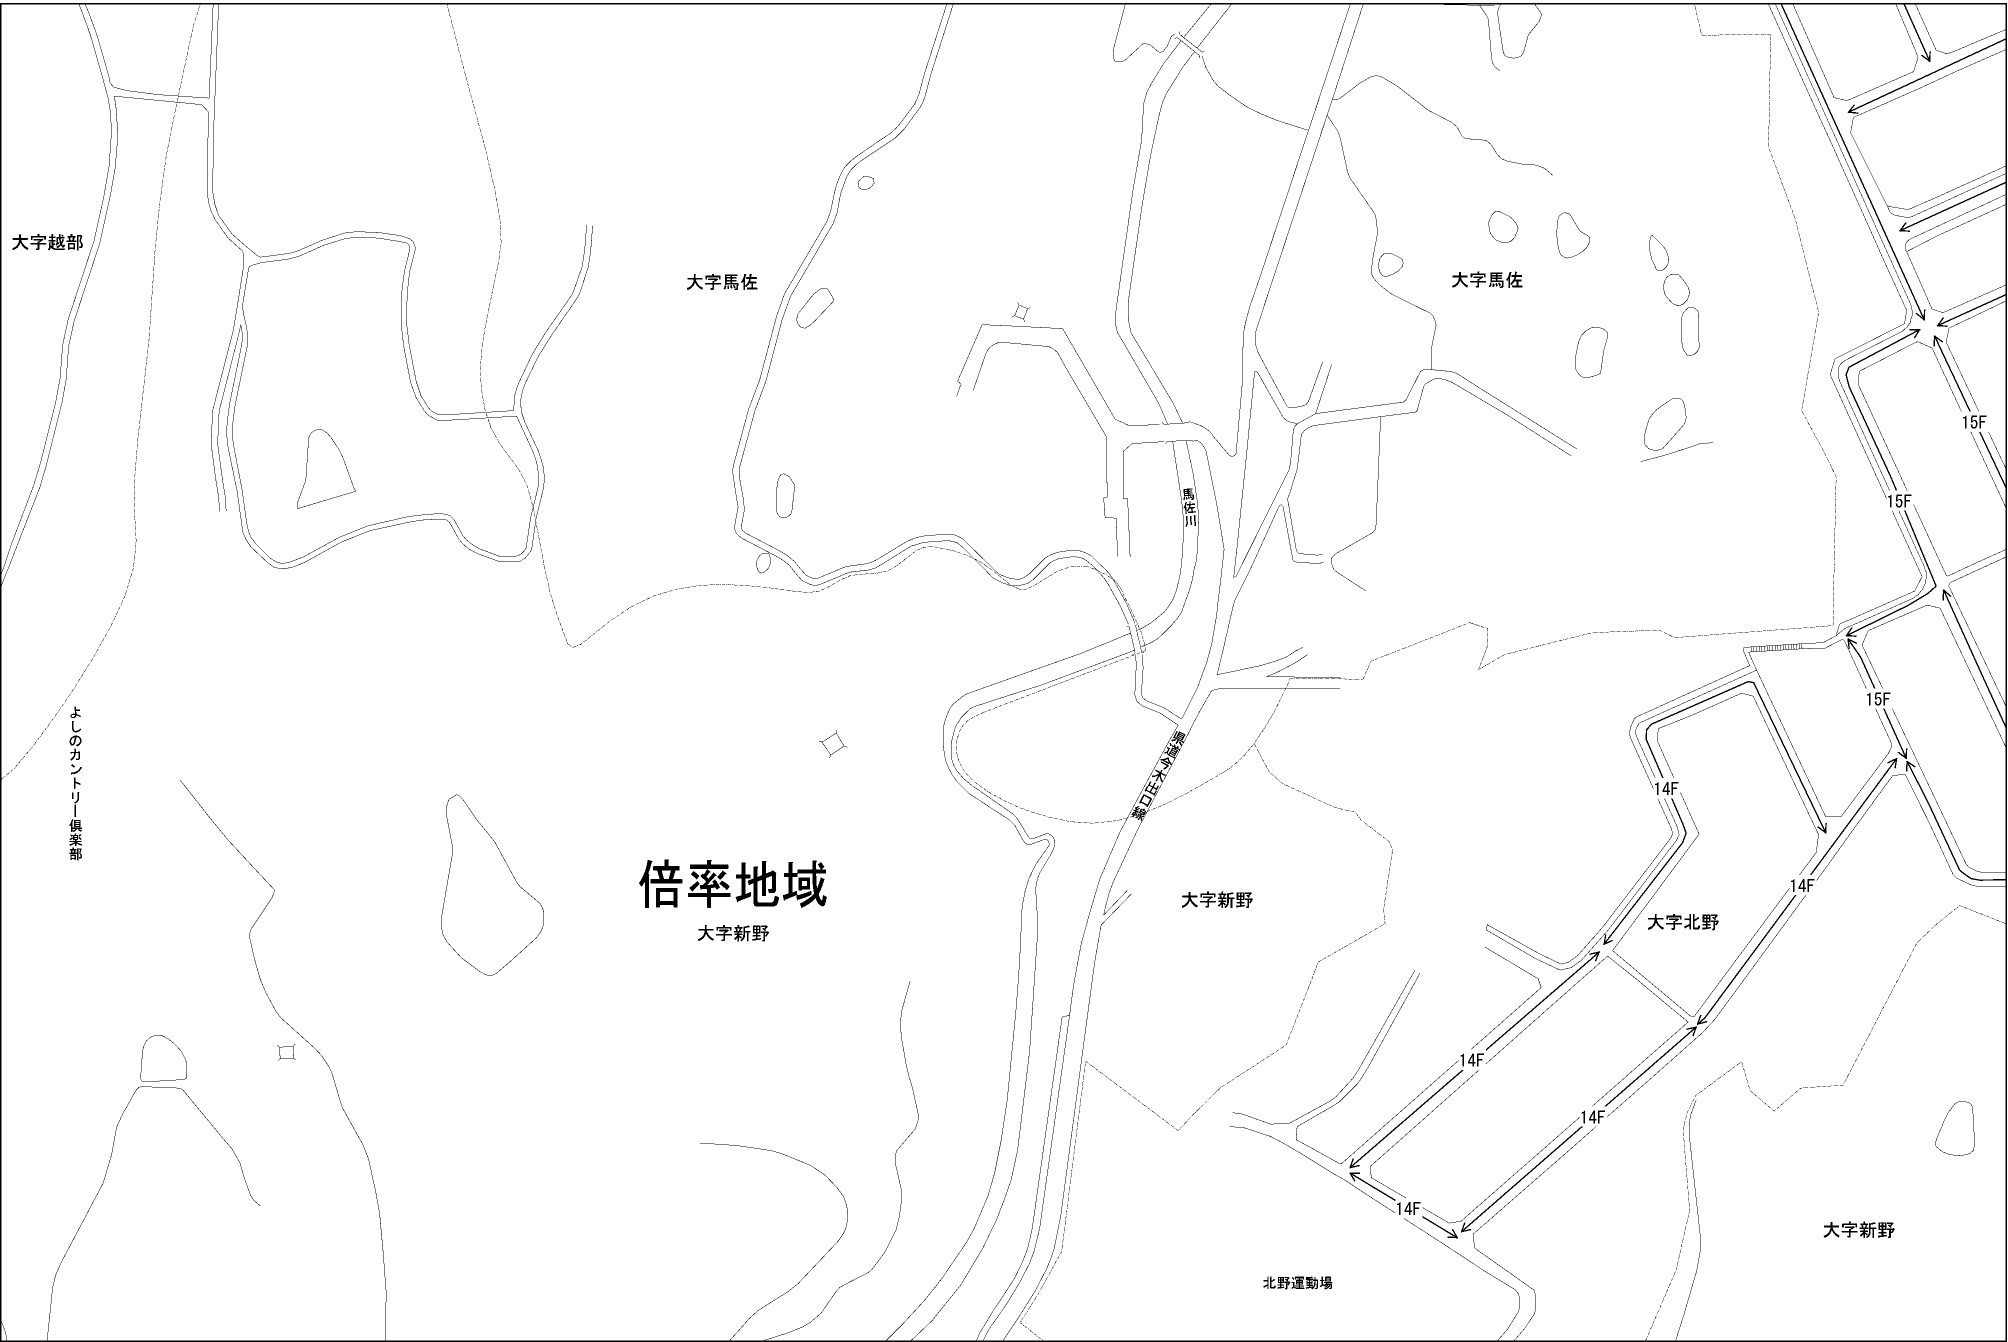 大字越部
大字馬佐
大字馬佐
15F
15F
馬佐川
15F
よしのカントリー倶楽部
県道今木出口線
14F
倍率地域
大字新野
大字新野
14F
大字北野
14F
14F
14F
大字新野
北野運動場